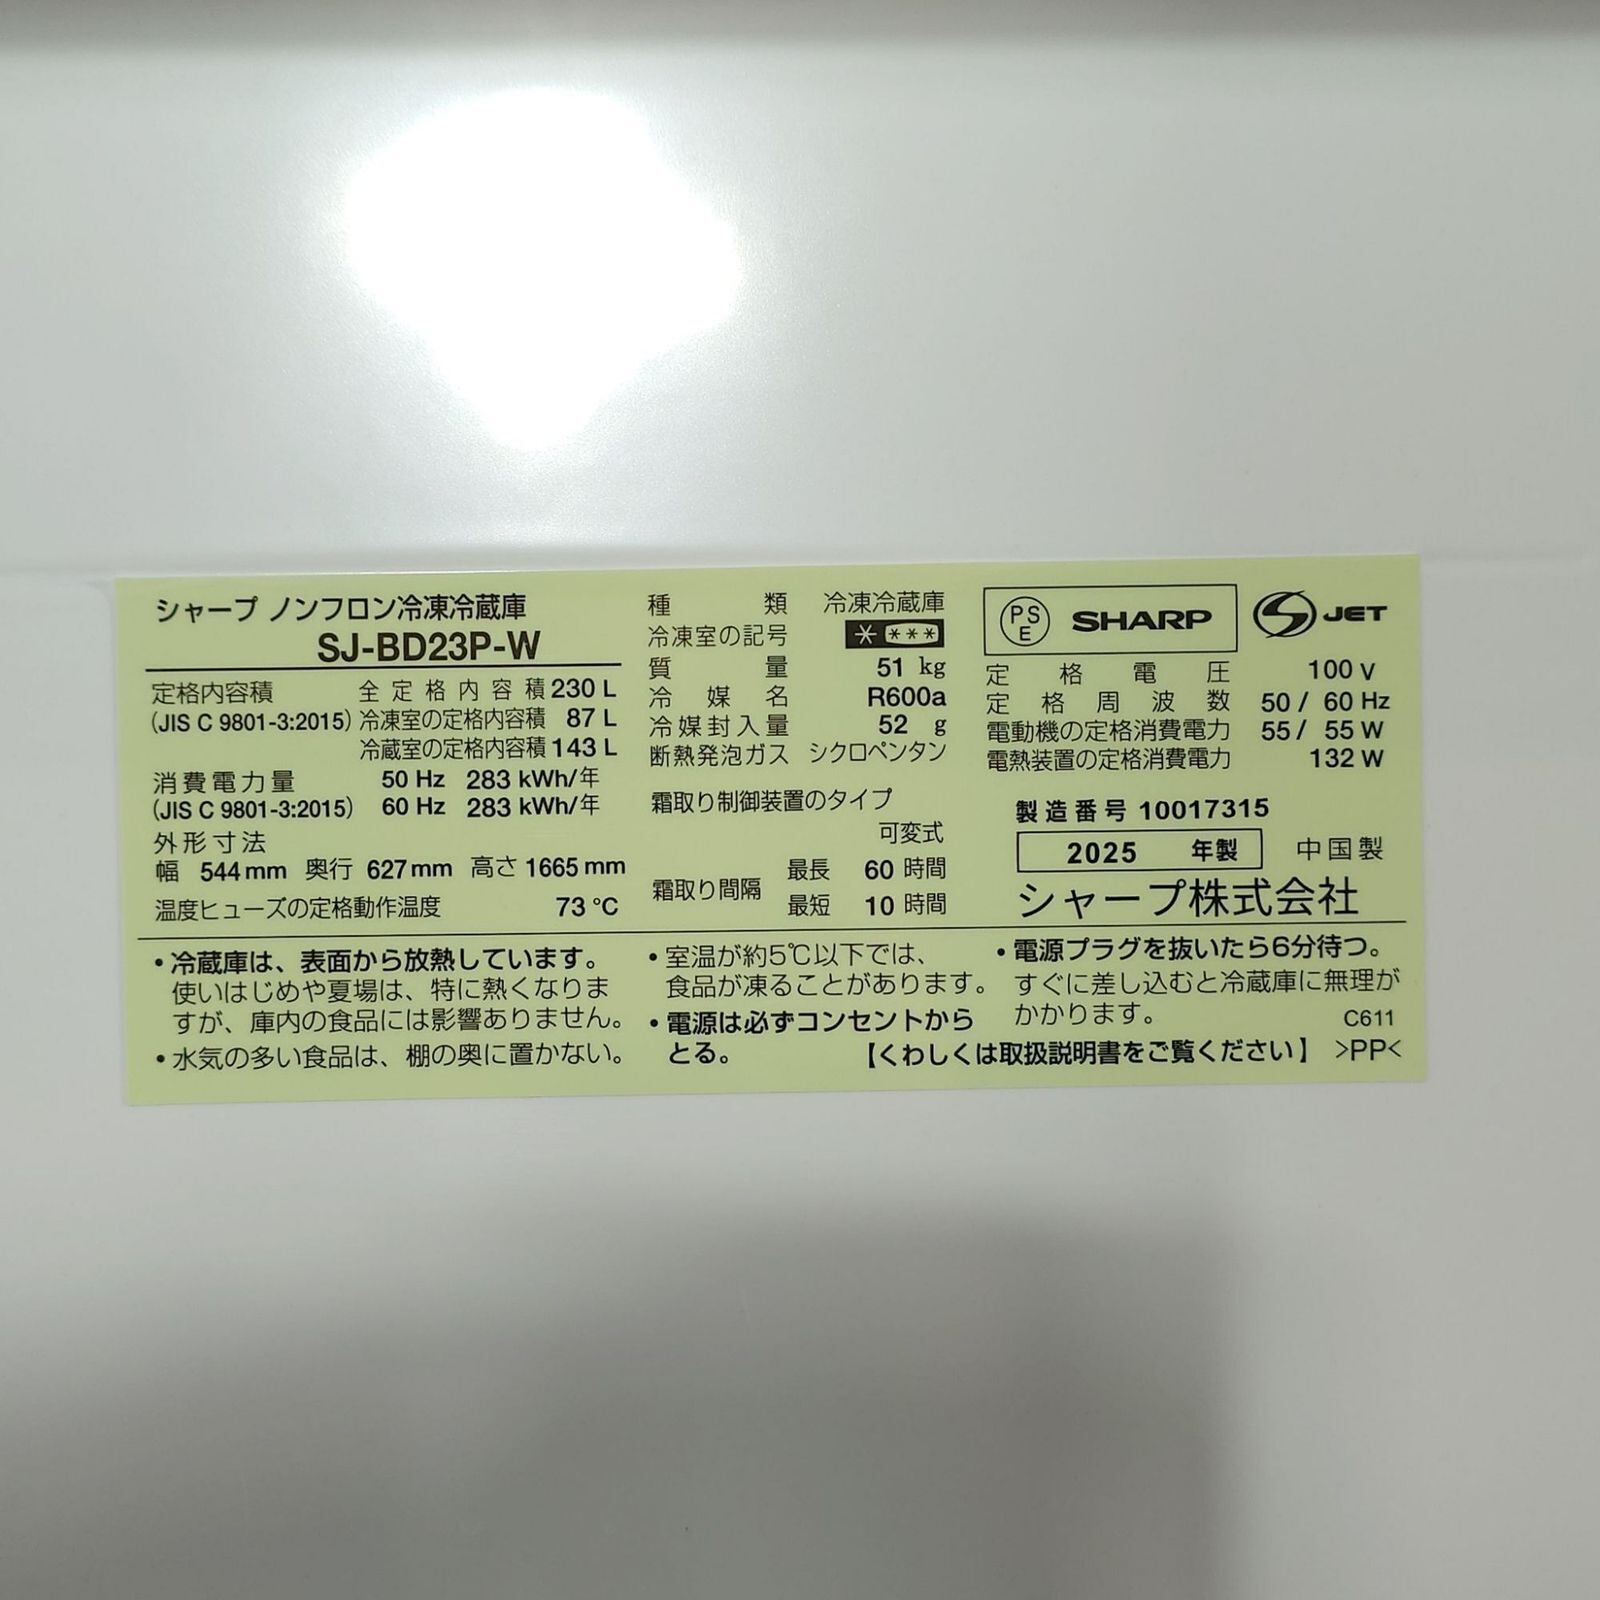 シャープ ノンフロン冷凍冷蔵庫
SJ-BD23P-W
定格内容積 全定格内容積 230 L
(JIS C 9801-3:2015) 冷凍室の定格内容積 87 L
冷蔵室の定格内容積 143 L
消費電力量 50 Hz 283 kWh/年
(JIS C 9801-3:2015) 60 Hz 283 kWh/年
外形寸法
幅 544 mm 奥行 627 mm 高さ 1665 mm
温度ヒューズの定格動作温度 73 ℃
種類 冷凍冷蔵庫
冷凍室の記号 * ***
質量 51 kg
冷媒名 R600a
冷媒封入量 52 g
断熱発泡ガス シクロペンタン
霜取り制御装置のタイプ
可変式
霜取り間隔 最長 60 時間
最短 10 時間
PS E SHARP JET
定格電圧 100 V
定格周波数 50 / 60 Hz
電動機の定格消費電力 55 / 55 W
電熱装置の定格消費電力 132 W
製造番号 10017315
2025 年製 中国製
シャープ株式会社
・冷蔵庫は、表面から放熱しています。
使いはじめや夏場は、特に熱くなりま
すが、庫内の食品には影響ありません。
・水気の多い食品は、棚の奥に置かない。
・室温が約5℃以下では、
食品が凍ることがあります。
・電源は必ずコンセントから
とる。
・電源プラグを抜いたら6分待つ。
すぐに差し込むと冷蔵庫に無理が
かかります。 C611
【くわしくは取扱説明書をご覧ください】 >PP<